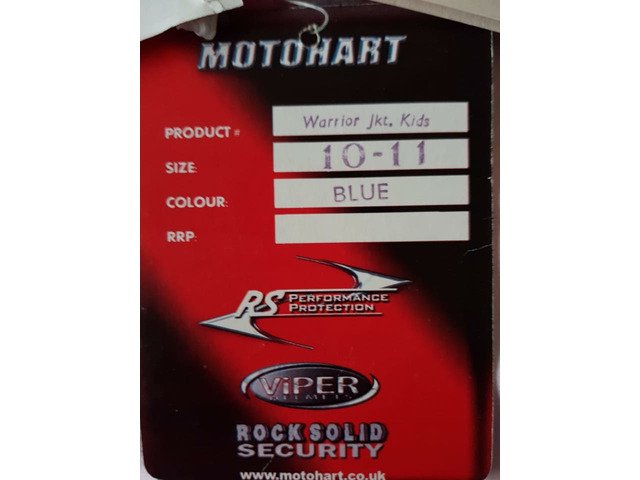 MOTOHART
PRODUCT # Warrior Jkt. Kids
SIZE: 10-11
COLOUR: BLUE
RRP:
RS PERFORMANCE
PROTECTION
ViPER
HELMETS
ROCK SOLID
SECURITY
www.motohart.co.uk